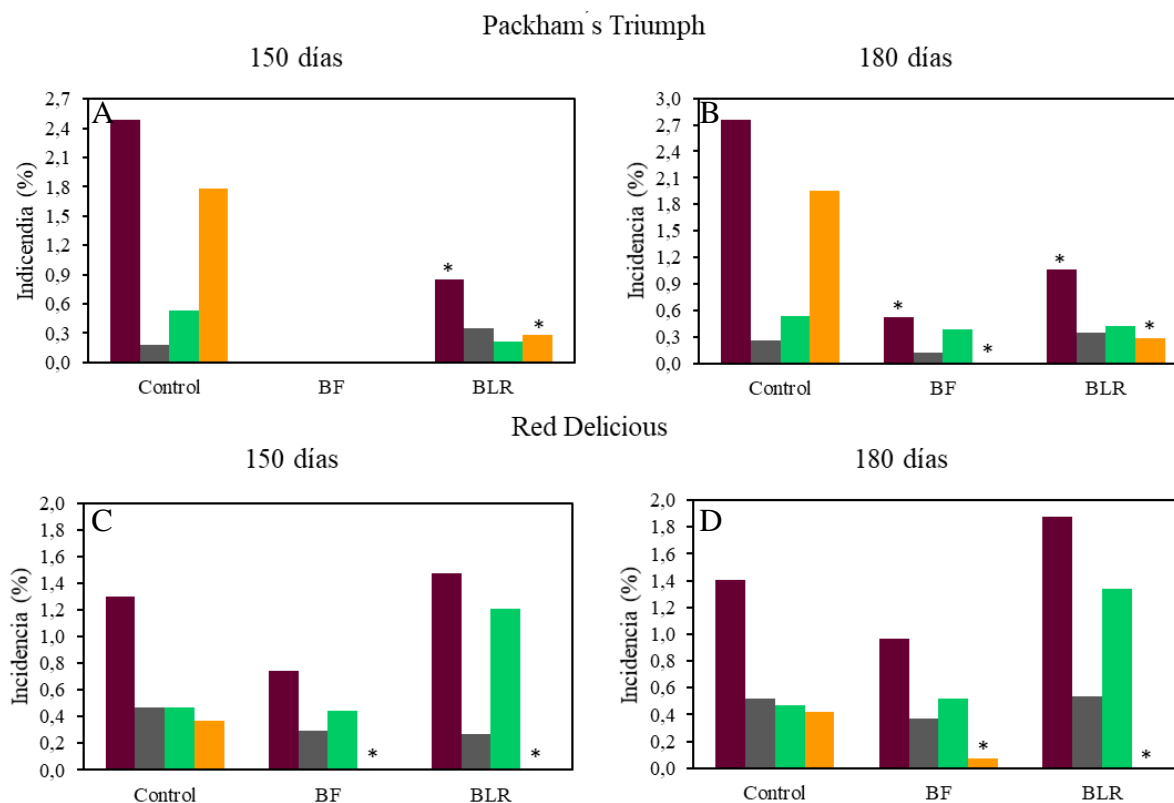 Packham´s Triumph
150 días
180 días
A
Indicendia (%)
2,7
2,4
2,1
1,8
1,5
1,2
0,9
0,6
0,3
0,0
*
*
Control
BF
BLR
B
Incidencia (%)
3,0
2,7
2,4
2,1
1,8
1,5
1,2
0,9
0,6
0,3
0,0
*
*
*
*
Control
BF
BLR
Red Delicious
150 días
180 días
C
Incidencia (%)
2,0
1,8
1,6
1,4
1,2
1,0
0,8
0,6
0,4
0,2
0,0
*
*
Control
BF
BLR
D
Incidencia (%)
2,0
1,8
1,6
1,4
1,2
1,0
0,8
0,6
0,4
0,2
0,0
*
*
Control
BF
BLR